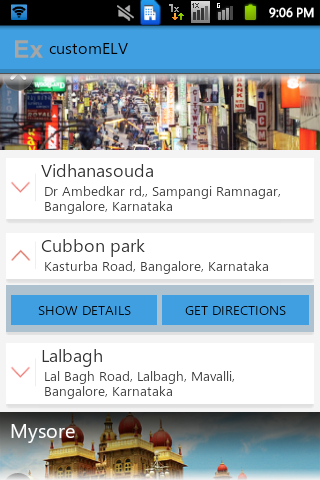 9:06 PM
Ex customELV
Vidhanasouda
Dr Ambedkar rd,, Sampangi Ramnagar,
Bangalore, Karnataka
Cubbon park
Kasturba Road, Bangalore, Karnataka
SHOW DETAILS GET DIRECTIONS
Lalbagh
Lal Bagh Road, Lalbagh, Mavalli,
Bangalore, Karnataka
Mysore